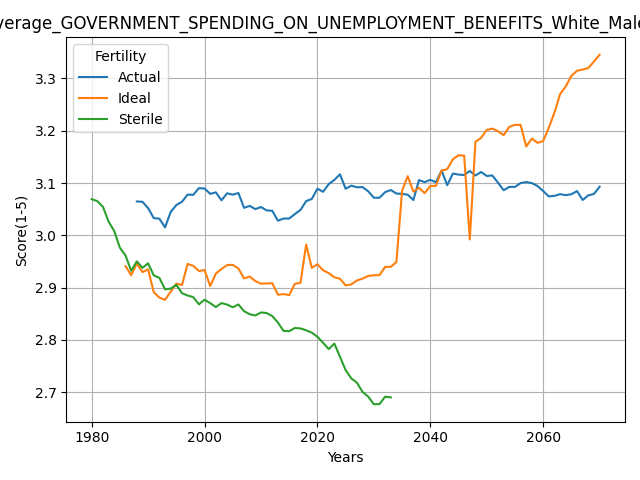 verage_GOVERNMENT_SPENDING_ON_UNEMPLOYMENT_BENEFITS_White_Male
Fertility
Actual
Ideal
Sterile
3.3
3.2
3.1
3.0
2.9
2.8
2.7
Score(1-5)
1980
2000
2020
2040
2060
Years